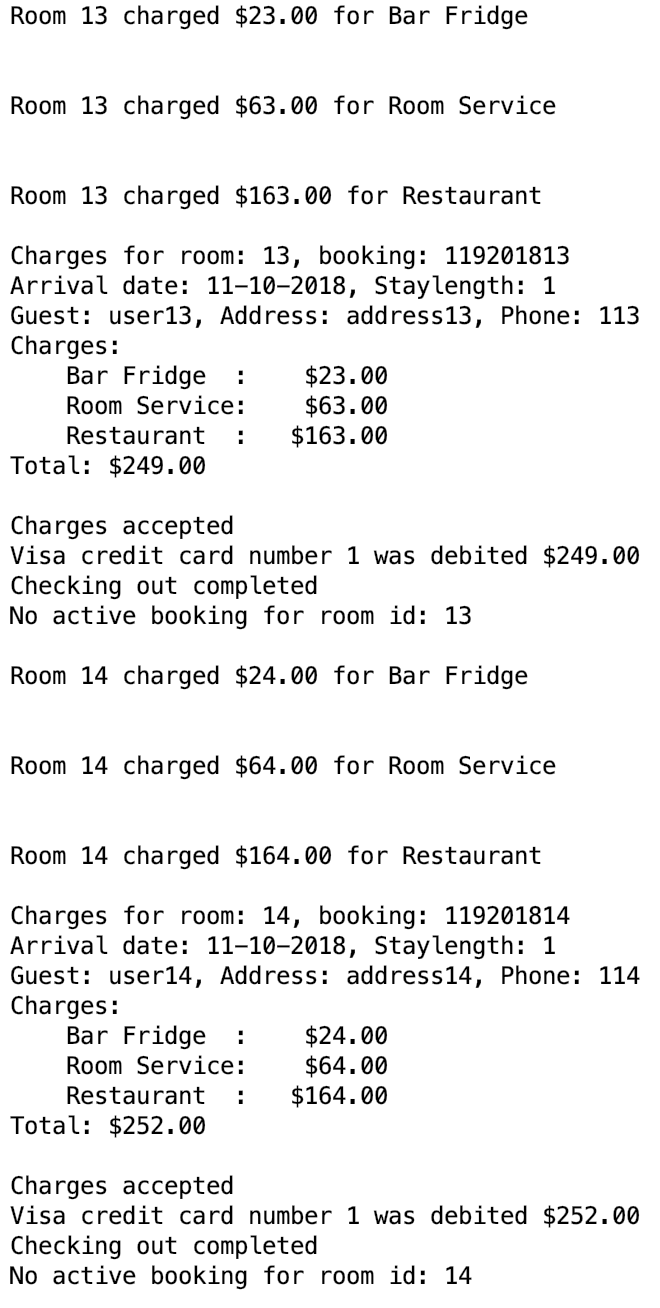 Room 13 charged $23.00 for Bar Fridge
Room 13 charged $63.00 for Room Service
Room 13 charged $163.00 for Restaurant
Charges for room: 13, booking: 119201813
Arrival date: 11-10-2018, Staylength: 1
Guest: user13, Address: address13, Phone: 113
Charges:
    Bar Fridge  :    $23.00
    Room Service:    $63.00
    Restaurant  :   $163.00
Total: $249.00
Charges accepted
Visa credit card number 1 was debited $249.00
Checking out completed
No active booking for room id: 13
Room 14 charged $24.00 for Bar Fridge
Room 14 charged $64.00 for Room Service
Room 14 charged $164.00 for Restaurant
Charges for room: 14, booking: 119201814
Arrival date: 11-10-2018, Staylength: 1
Guest: user14, Address: address14, Phone: 114
Charges:
    Bar Fridge  :    $24.00
    Room Service:    $64.00
    Restaurant  :   $164.00
Total: $252.00
Charges accepted
Visa credit card number 1 was debited $252.00
Checking out completed
No active booking for room id: 14